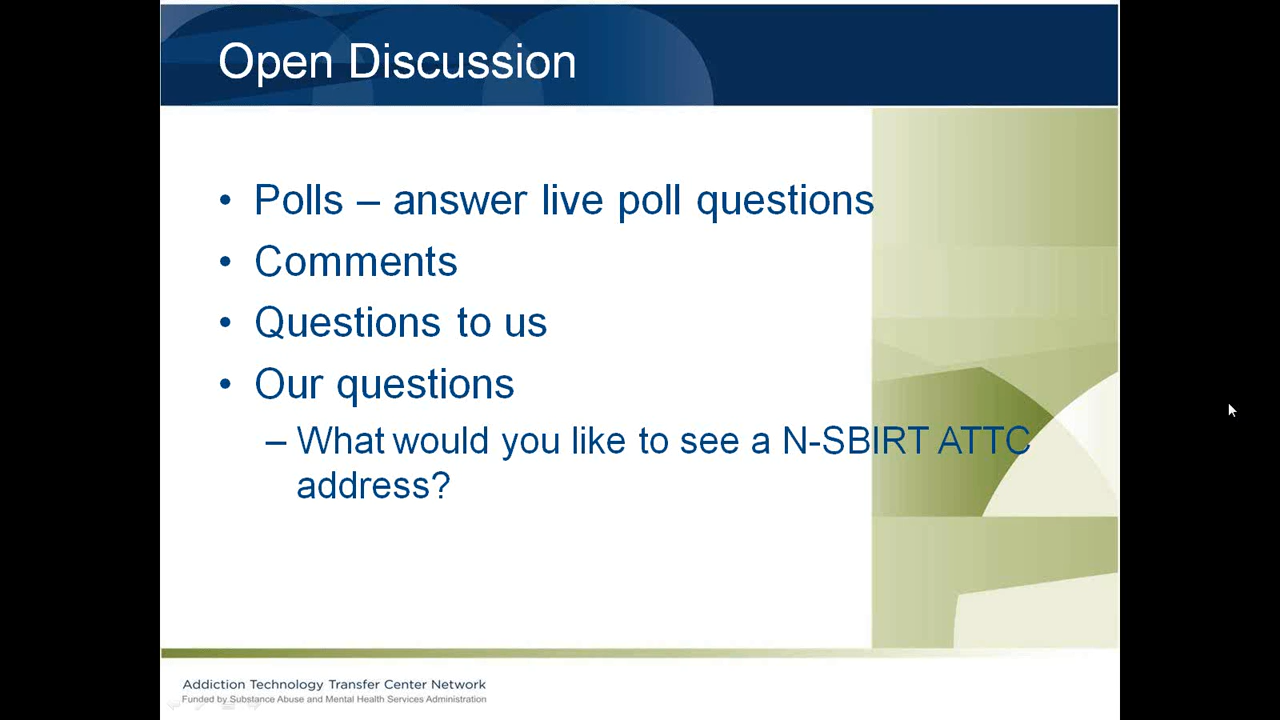 Open Discussion
• Polls – answer live poll questions
• Comments
• Questions to us
• Our questions
– What would you like to see a N-SBIRT ATTC
address?
Addiction Technology Transfer Center Network
Funded by Substance Abuse and Mental Health Services Administration